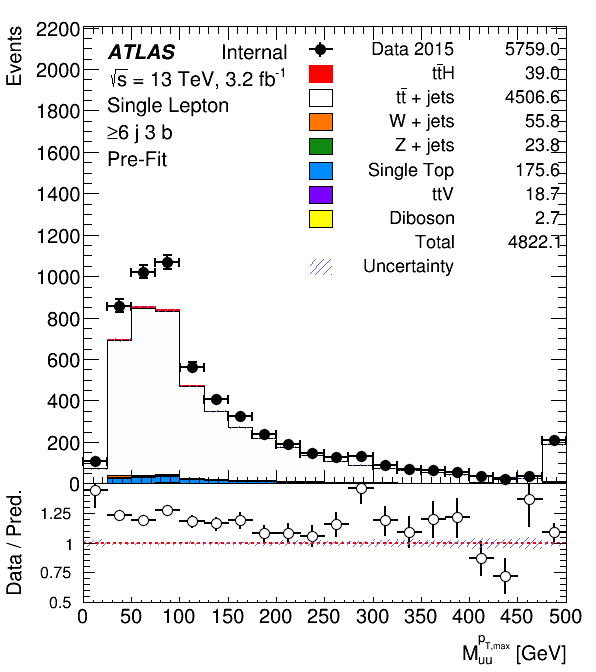 Events
2200
2000
1800
1600
1400
1200
1000
800
600
400
200
0
ATLAS Internal
√s = 13 TeV, 3.2 fb⁻¹
Single Lepton
≥6 j 3 b
Pre-Fit
Data 2015 5759.0
tt̄H 39.0
tt̄ + jets 4506.6
W + jets 55.8
Z + jets 23.8
Single Top 175.6
ttV 18.7
Diboson 2.7
Total 4822.1
Uncertainty
Data / Pred.
1.25
1
0.75
0.5
0 50 100 150 200 250 300 350 400 450 500
M_uu^pT,max [GeV]